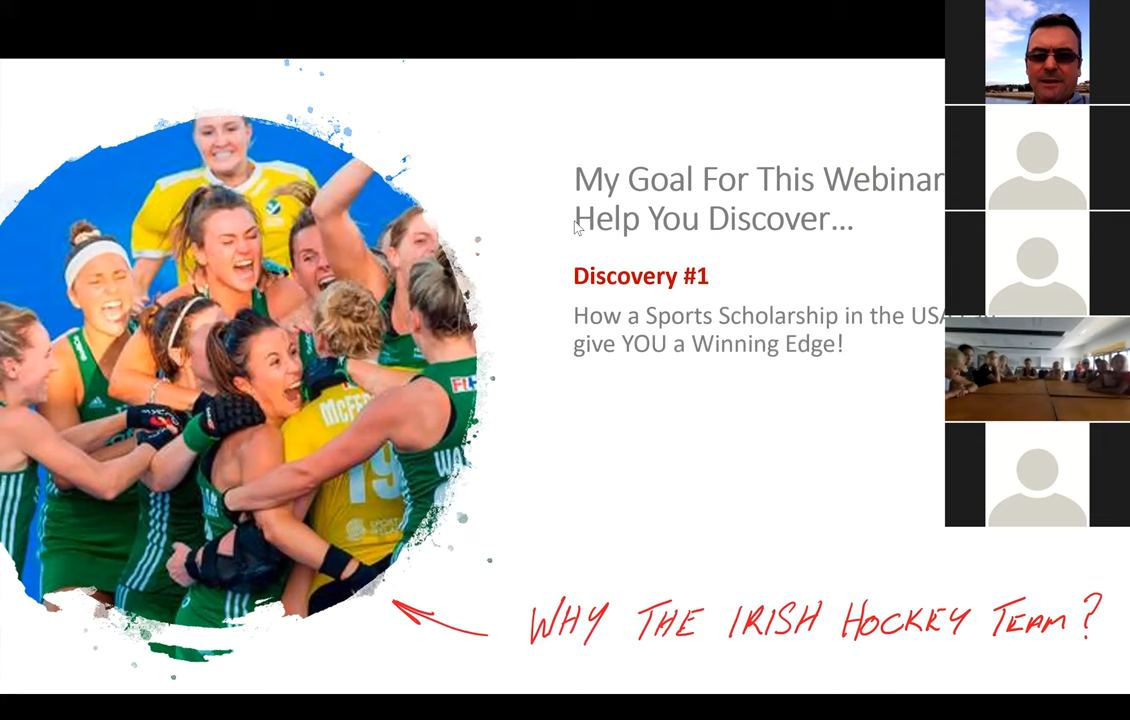 My Goal For This Webinar
Help You Discover...
Discovery #1
How a Sports Scholarship in the USA
give YOU a Winning Edge!
WHY THE IRISH HOCKEY TEAM?
19